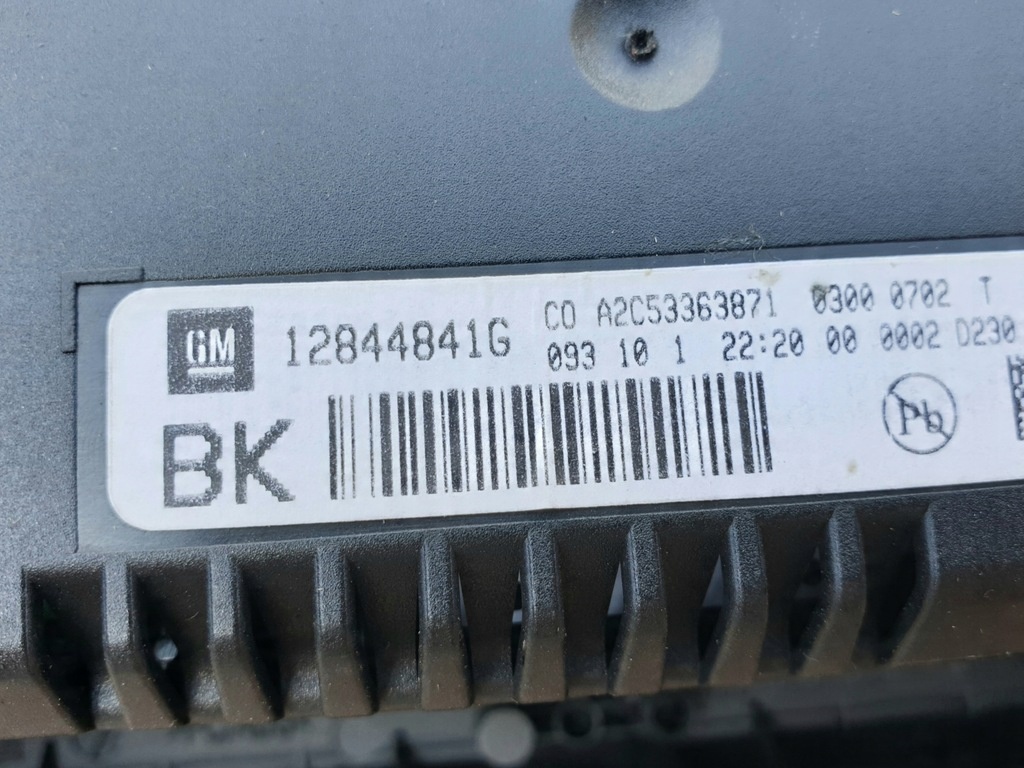 GM
12844841G
CO A2C53363871 0300 0702 T
093 10 1 22:20 00 0002 D230
BK
Pb